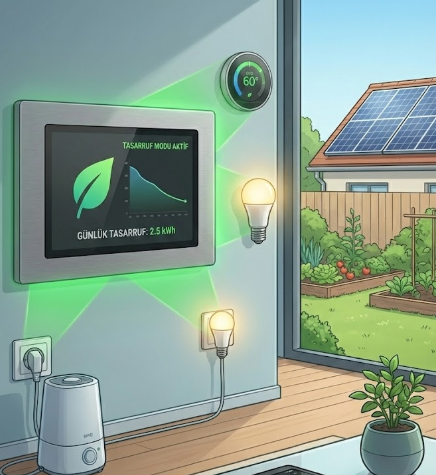 TASARRUF MODU AKTİF
GÜNLÜK TASARRUF: 2.5 kWh
60°